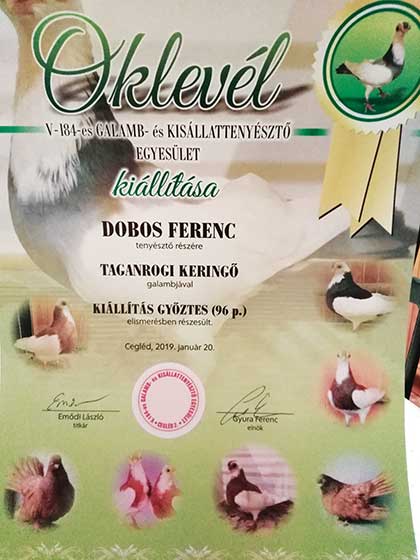 Oklevél
V-184-es GALAMB- és KISÁLLATTENYÉSZTŐ
EGYESÜLET
kiállítása
DOBOS FERENC
tenyésztő részére
TAGANROGI KERINGŐ
galambjával
KIÁLLÍTÁS GYŐZTES (96 p.)
elismerésben részesült.
Cegléd, 2019. január 20.
Emődi László
titkár
Gyura Ferenc
elnök